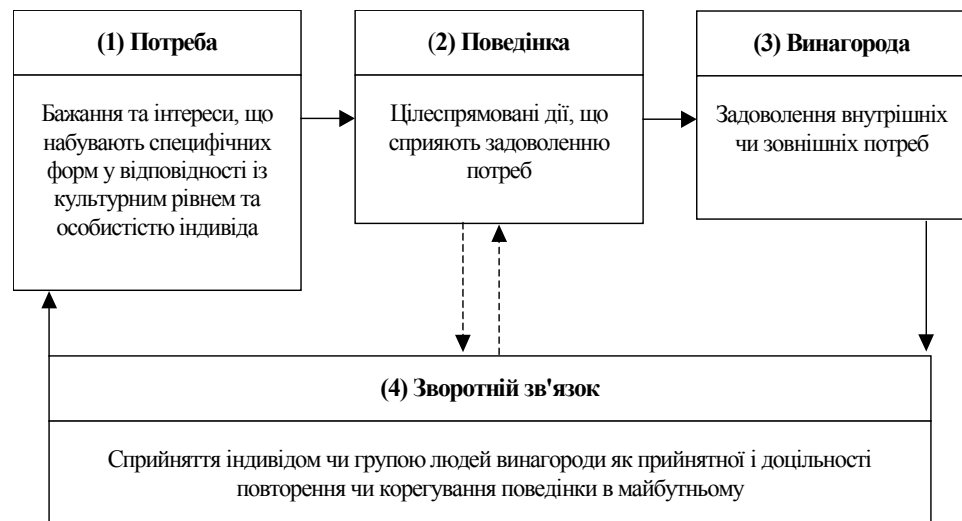 (1) Потреба
Бажання та інтереси, що
набувають специфічних
форм у відповідності із
культурним рівнем та
особистістю індивіда
(2) Поведінка
Цілеспрямовані дії, що
сприяють задоволенню
потреб
(3) Винагорода
Задоволення внутрішніх
чи зовнішніх потреб
(4) Зворотній зв'язок
Сприйняття індивідом чи групою людей винагороди як прийнятної і доцільності
повторення чи корегування поведінки в майбутньому